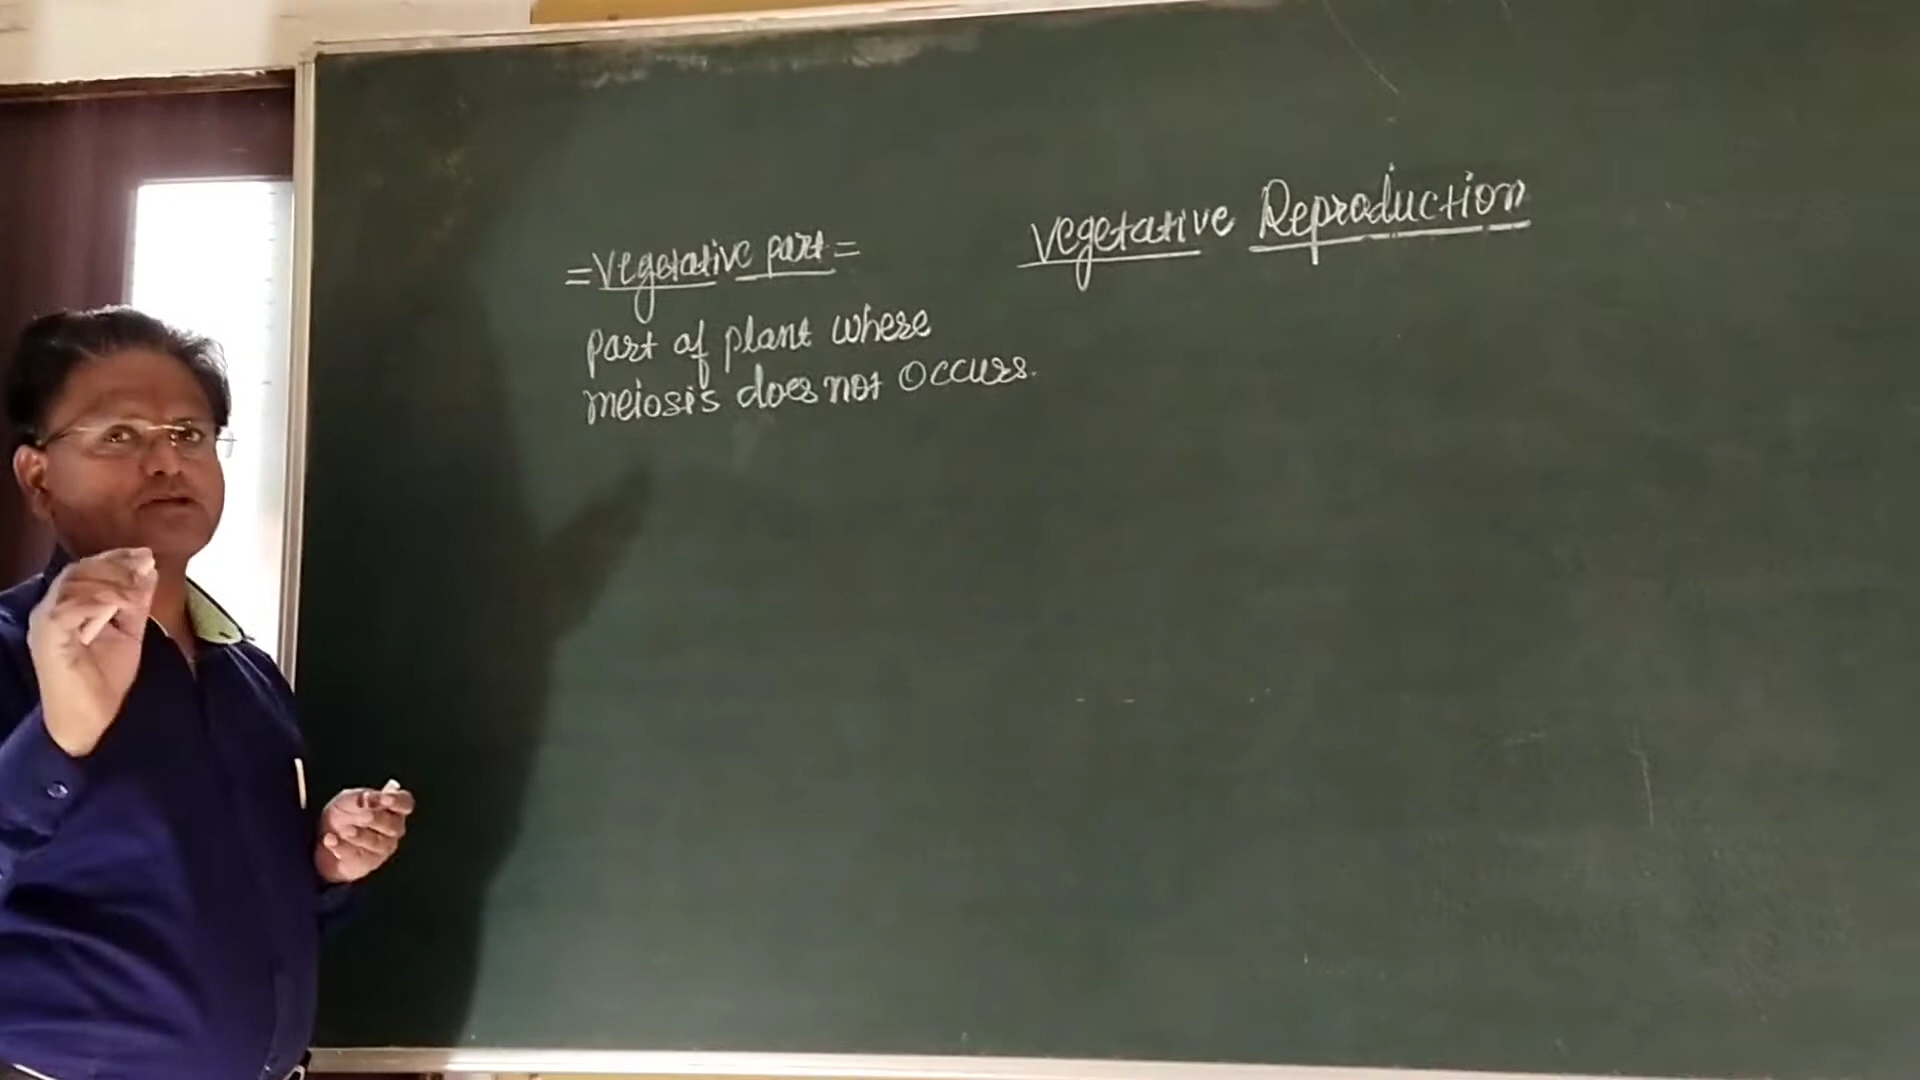 Vegetative Reproduction
=Vegetative part=
part of plant where
meiosis does not occurs.